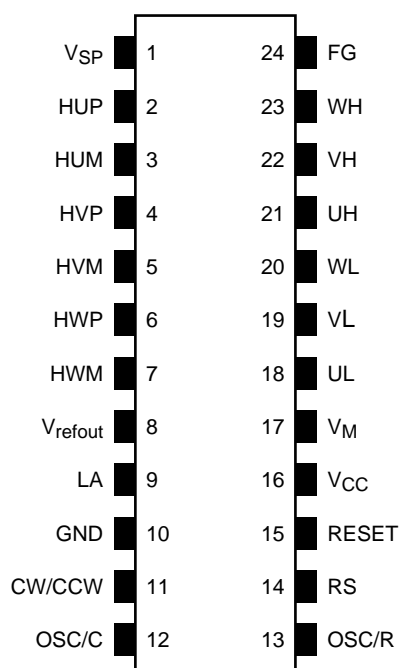 VSP 1 24 FG
HUP 2 23 WH
HUM 3 22 VH
HVP 4 21 UH
HVM 5 20 WL
HWP 6 19 VL
HWM 7 18 UL
Vrefout 8 17 VM
LA 9 16 VCC
GND 10 15 RESET
CW/CCW 11 14 RS
OSC/C 12 13 OSC/R